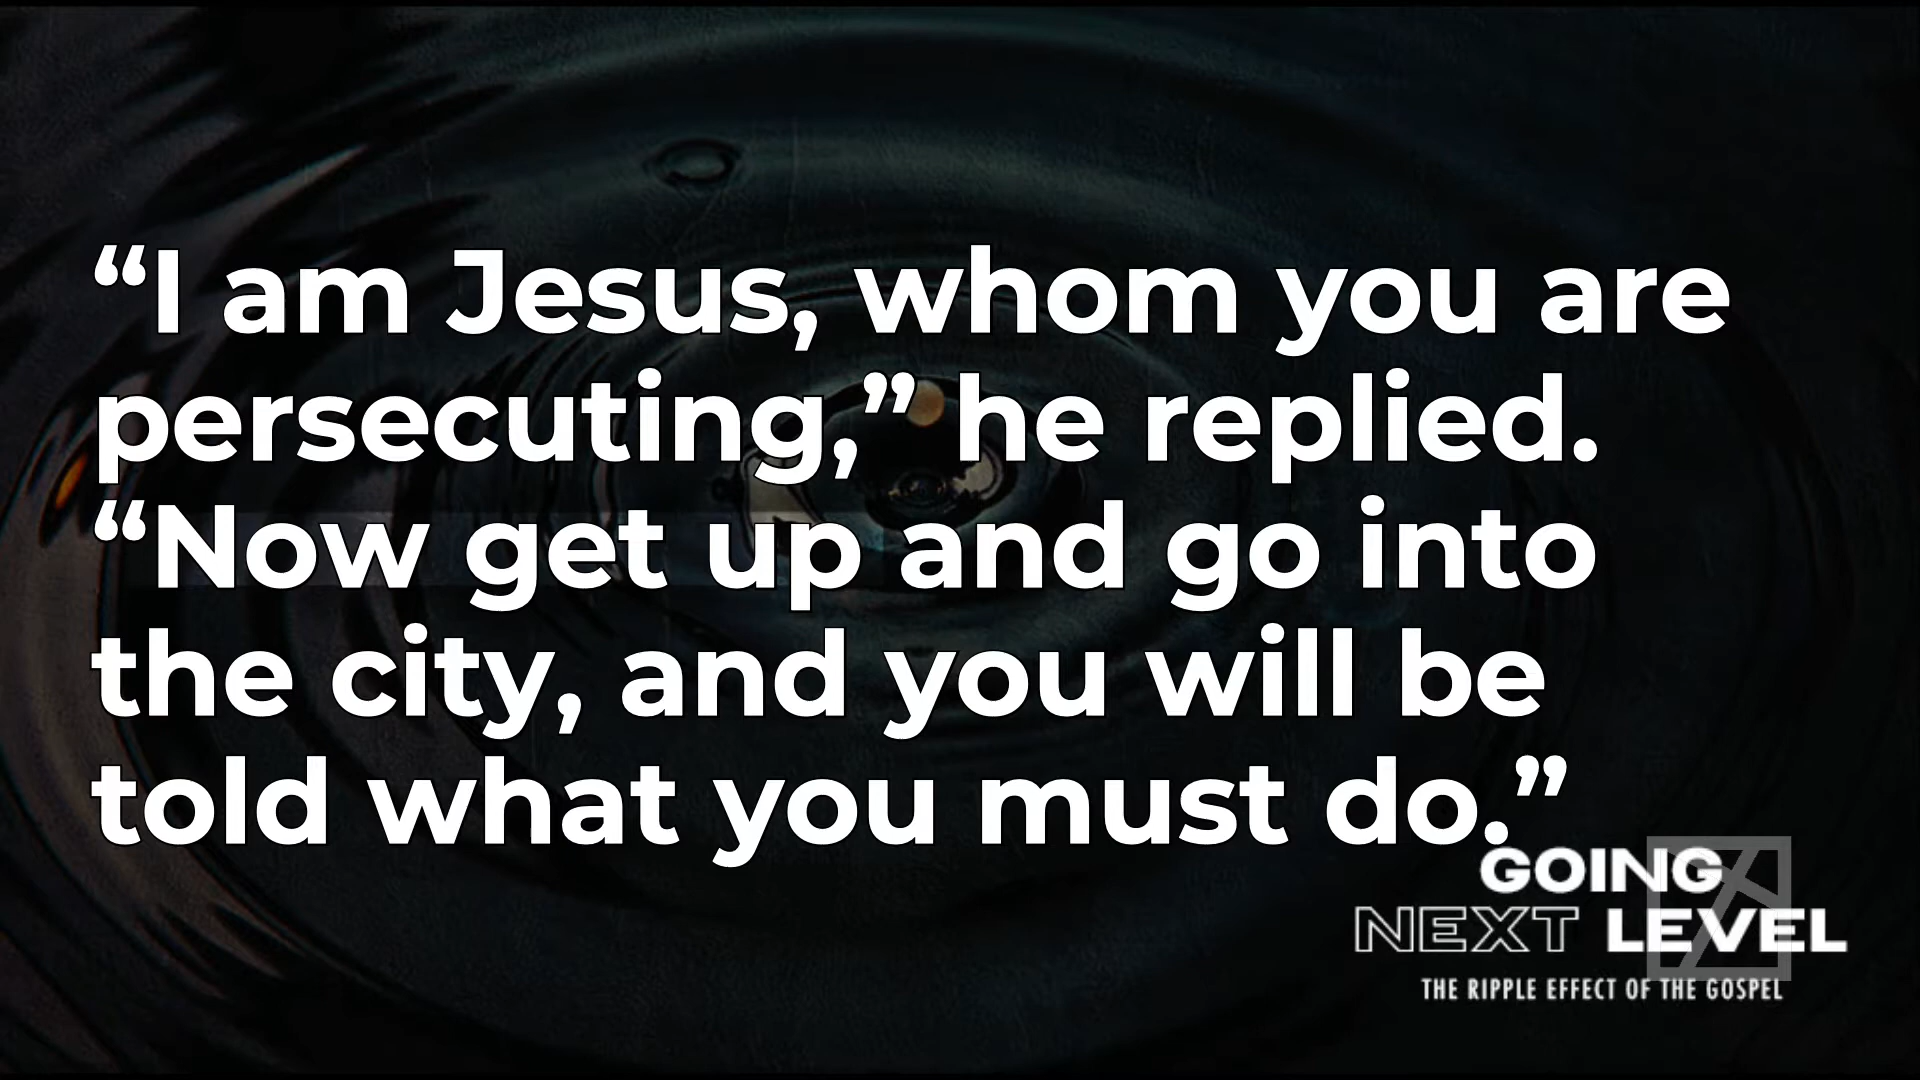 “I am Jesus, whom you are
persecuting,” he replied.
“Now get up and go into
the city, and you will be
told what you must do.”
GOING
NEXT LEVEL
THE RIPPLE EFFECT OF THE GOSPEL